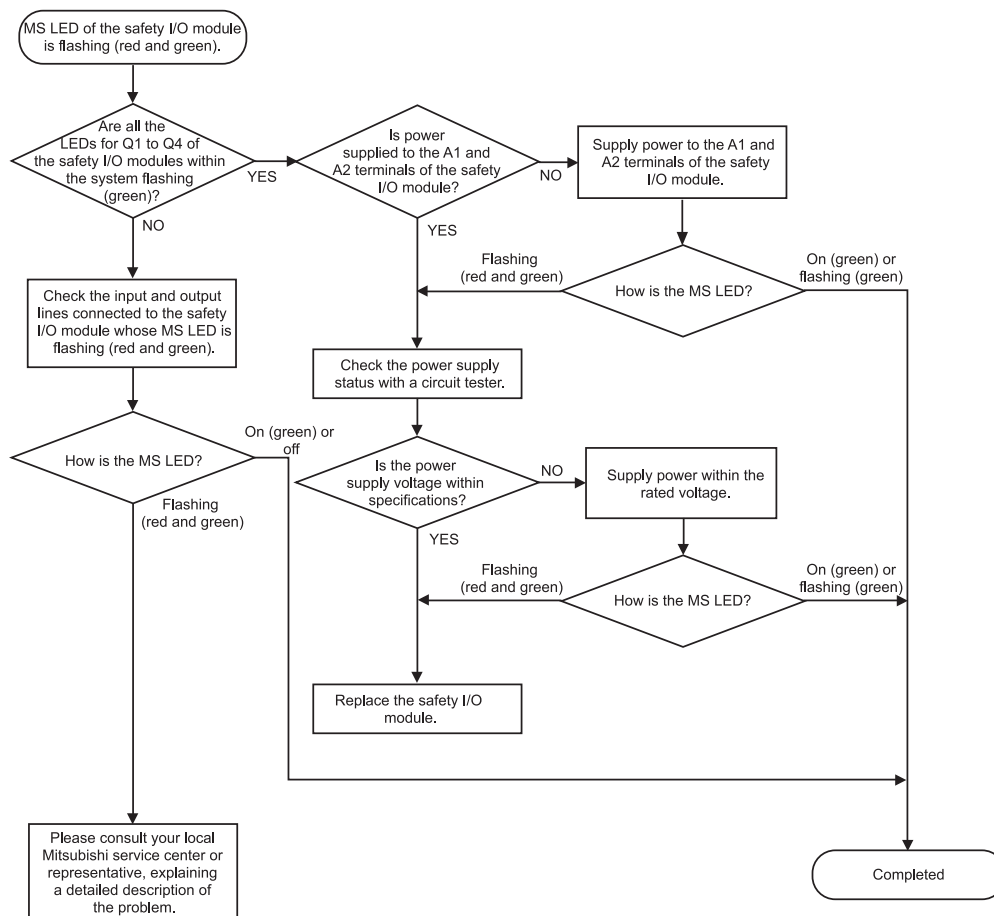 MS LED of the safety I/O module
is flashing (red and green).
Are all the
LEDs for Q1 to Q4 of
the safety I/O modules within
the system flashing
(green)?
YES
NO
Is
power
supplied to the A1 and
A2 terminals of the safety
I/O module?
NO
YES
Supply power to the A1 and
A2 terminals of the safety
I/O module.
Flashing
(red and green)
How is the MS LED?
On (green) or
flashing (green)
Check the input and output
lines connected to the safety
I/O module whose MS LED is
flashing (red and green).
Check the power supply
status with a circuit tester.
How is the MS LED?
On (green) or
off
Flashing
(red and green)
Is the power
supply voltage within
specifications?
NO
YES
Supply power within the
rated voltage.
Flashing
(red and green)
How is the MS LED?
On (green) or
flashing (green)
Replace the safety I/O
module.
Please consult your local
Mitsubishi service center or
representative, explaining
a detailed description of
the problem.
Completed